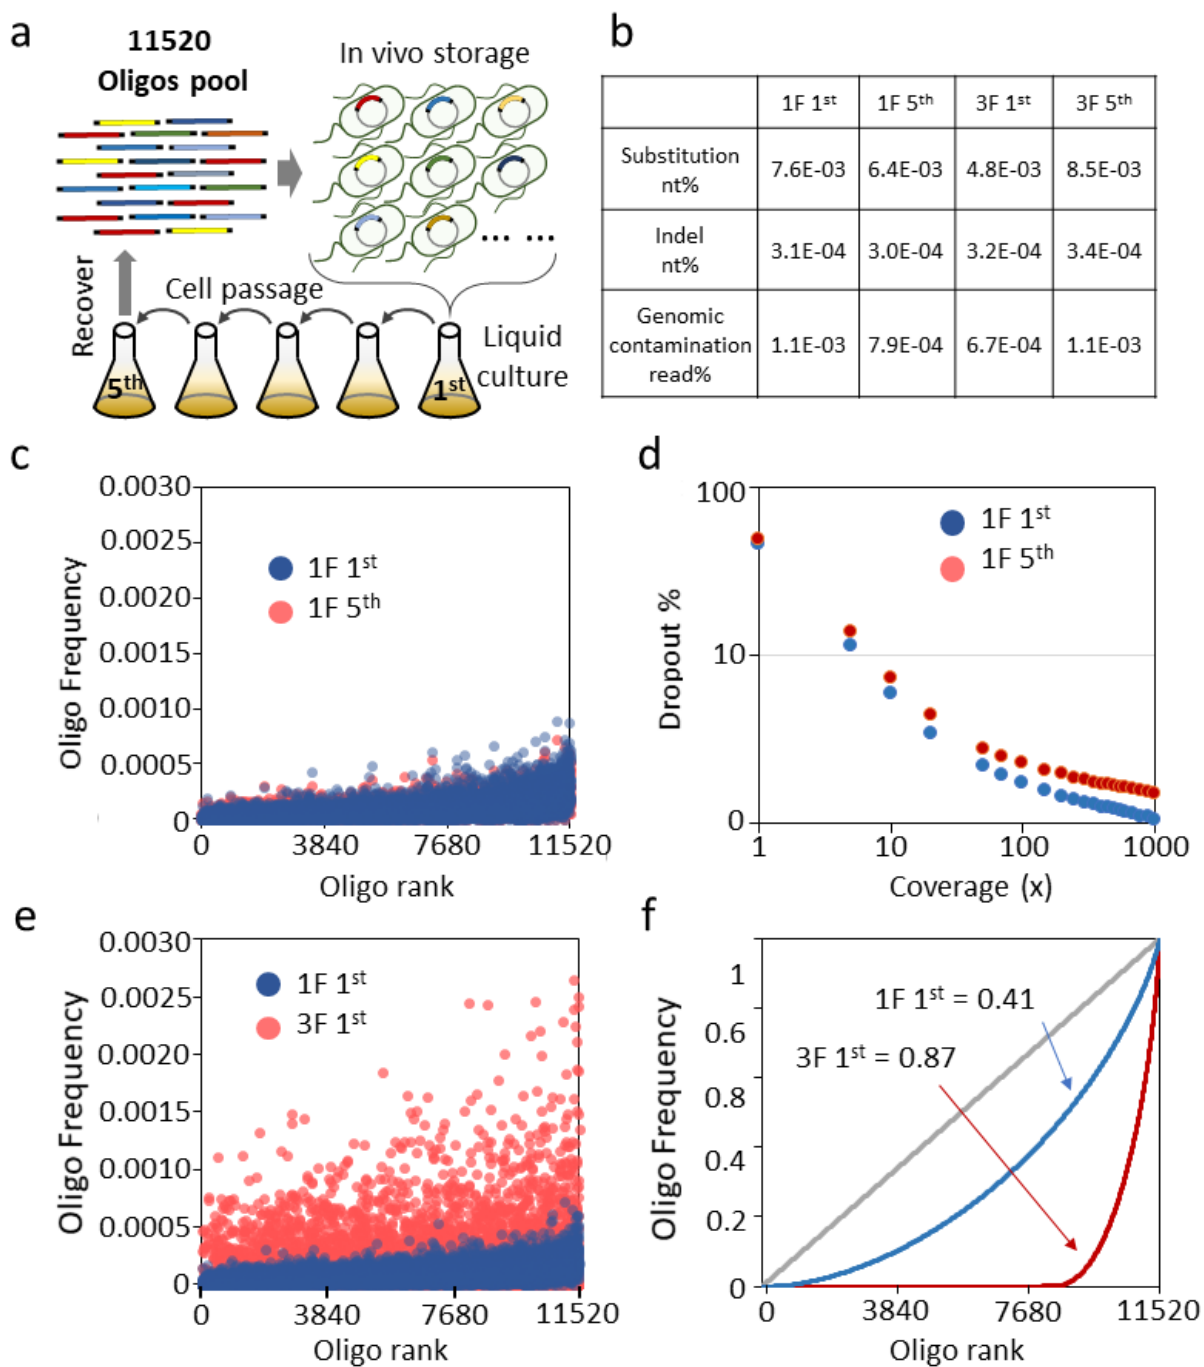 a
11520
Oligos pool
In vivo storage
... ...
Recover
Cell passage
5th
1st
Liquid
culture
b
1F 1st 1F 5th 3F 1st 3F 5th
Substitution
nt%
7.6E-03 6.4E-03 4.8E-03 8.5E-03
Indel
nt%
3.1E-04 3.0E-04 3.2E-04 3.4E-04
Genomic
contamination
read%
1.1E-03 7.9E-04 6.7E-04 1.1E-03
c
Oligo Frequency
0.0030
0.0025
0.0020
0.0015
0.0010
0.0005
0
1F 1st
1F 5th
0 3840 7680 11520
Oligo rank
d
Dropout %
100
10
0
1F 1st
1F 5th
1 10 100 1000
Coverage (x)
e
Oligo Frequency
0.0030
0.0025
0.0020
0.0015
0.0010
0.0005
0
1F 1st
3F 1st
0 3840 7680 11520
Oligo rank
f
Oligo Frequency
1
0.6
0.8
0.4
0.2
0
1F 1st = 0.41
3F 1st = 0.87
0 3840 7680 11520
Oligo rank